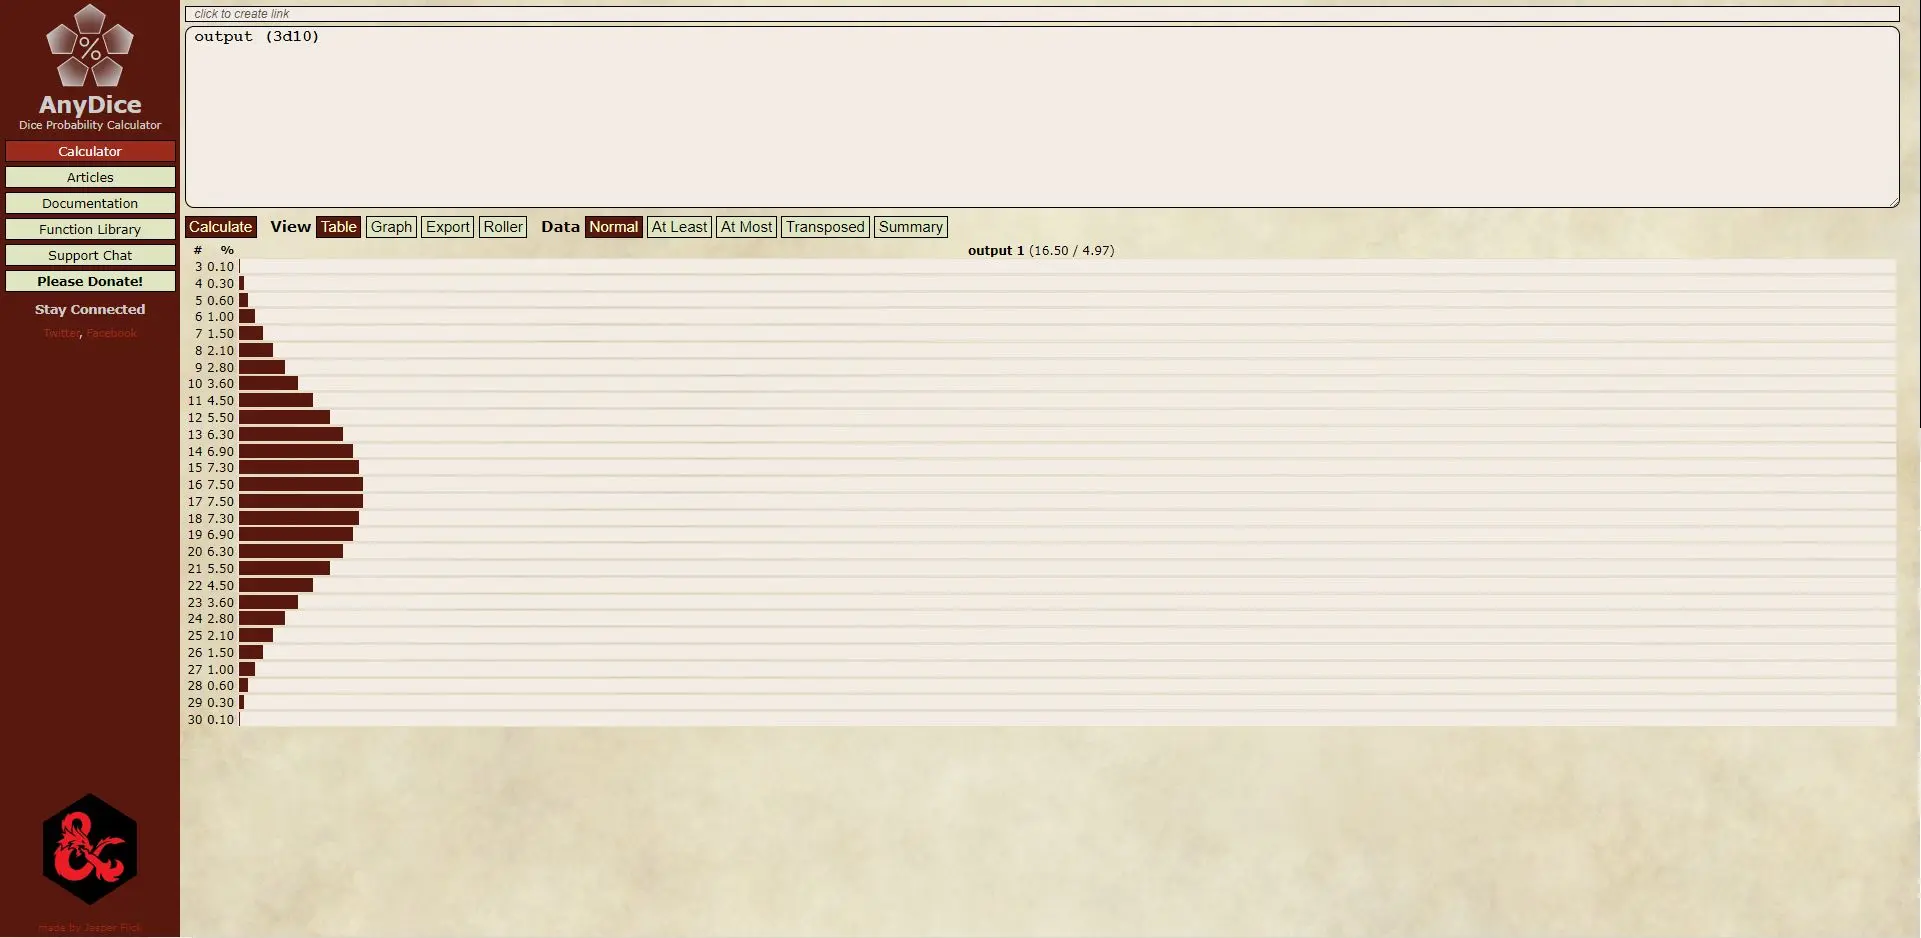 AnyDice
Dice Probability Calculator
Calculator
Articles
Documentation
Function Library
Support Chat
Please Donate!
Stay Connected
Twitter, Facebook
made by Jasper Flick
click to create link
output (3d10)
Calculate View Table Graph Export Roller Data Normal At Least At Most Transposed Summary
# % output 1 (16.50 / 4.97)
3 0.10
4 0.30
5 0.60
6 1.00
7 1.50
8 2.10
9 2.80
10 3.60
11 4.50
12 5.50
13 6.30
14 6.90
15 7.30
16 7.50
17 7.50
18 7.30
19 6.90
20 6.30
21 5.50
22 4.50
23 3.60
24 2.80
25 2.10
26 1.50
27 1.00
28 0.60
29 0.30
30 0.10